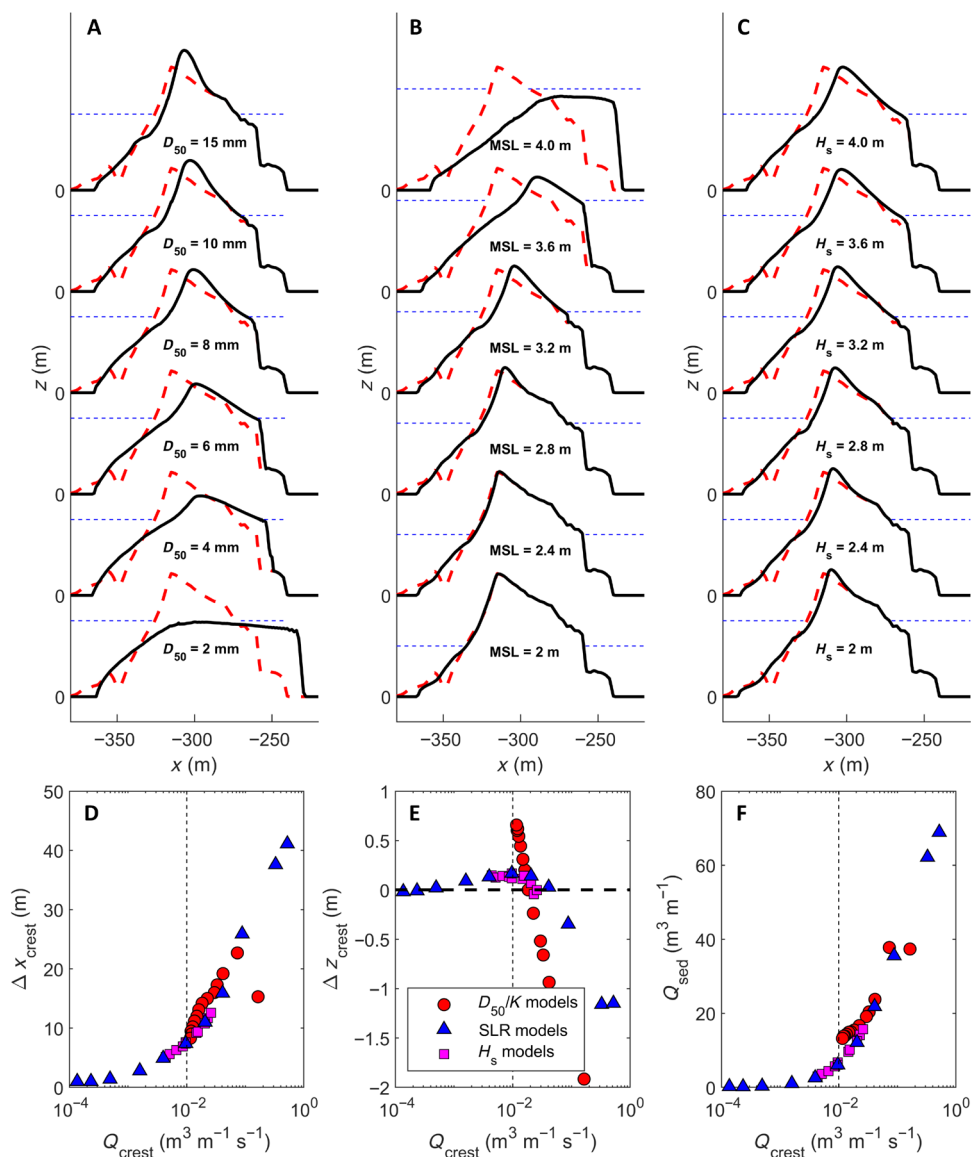 A
B
C
D₅₀ = 15 mm
MSL = 4.0 m
Hₛ = 4.0 m
0
0
0
D₅₀ = 10 mm
MSL = 3.6 m
Hₛ = 3.6 m
0
0
0
D₅₀ = 8 mm
MSL = 3.2 m
Hₛ = 3.2 m
z (m)
z (m)
z (m)
0
0
0
D₅₀ = 6 mm
MSL = 2.8 m
Hₛ = 2.8 m
0
0
0
D₅₀ = 4 mm
MSL = 2.4 m
Hₛ = 2.4 m
0
0
0
D₅₀ = 2 mm
MSL = 2 m
Hₛ = 2 m
0
0
0
−350 −300 −250
−350 −300 −250
−350 −300 −250
x (m)
x (m)
x (m)
D
50
40
30
20
10
0
Δ x_crest (m)
10⁻⁴ 10⁻² 10⁰
Q_crest (m³ m⁻¹ s⁻¹)
E
1
0.5
0
−0.5
−1
−1.5
−2
Δ z_crest (m)
D₅₀/K models
SLR models
Hₛ models
10⁻⁴ 10⁻² 10⁰
Q_crest (m³ m⁻¹ s⁻¹)
F
80
60
40
20
0
Q_sed (m³ m⁻¹)
10⁻⁴ 10⁻² 10⁰
Q_crest (m³ m⁻¹ s⁻¹)